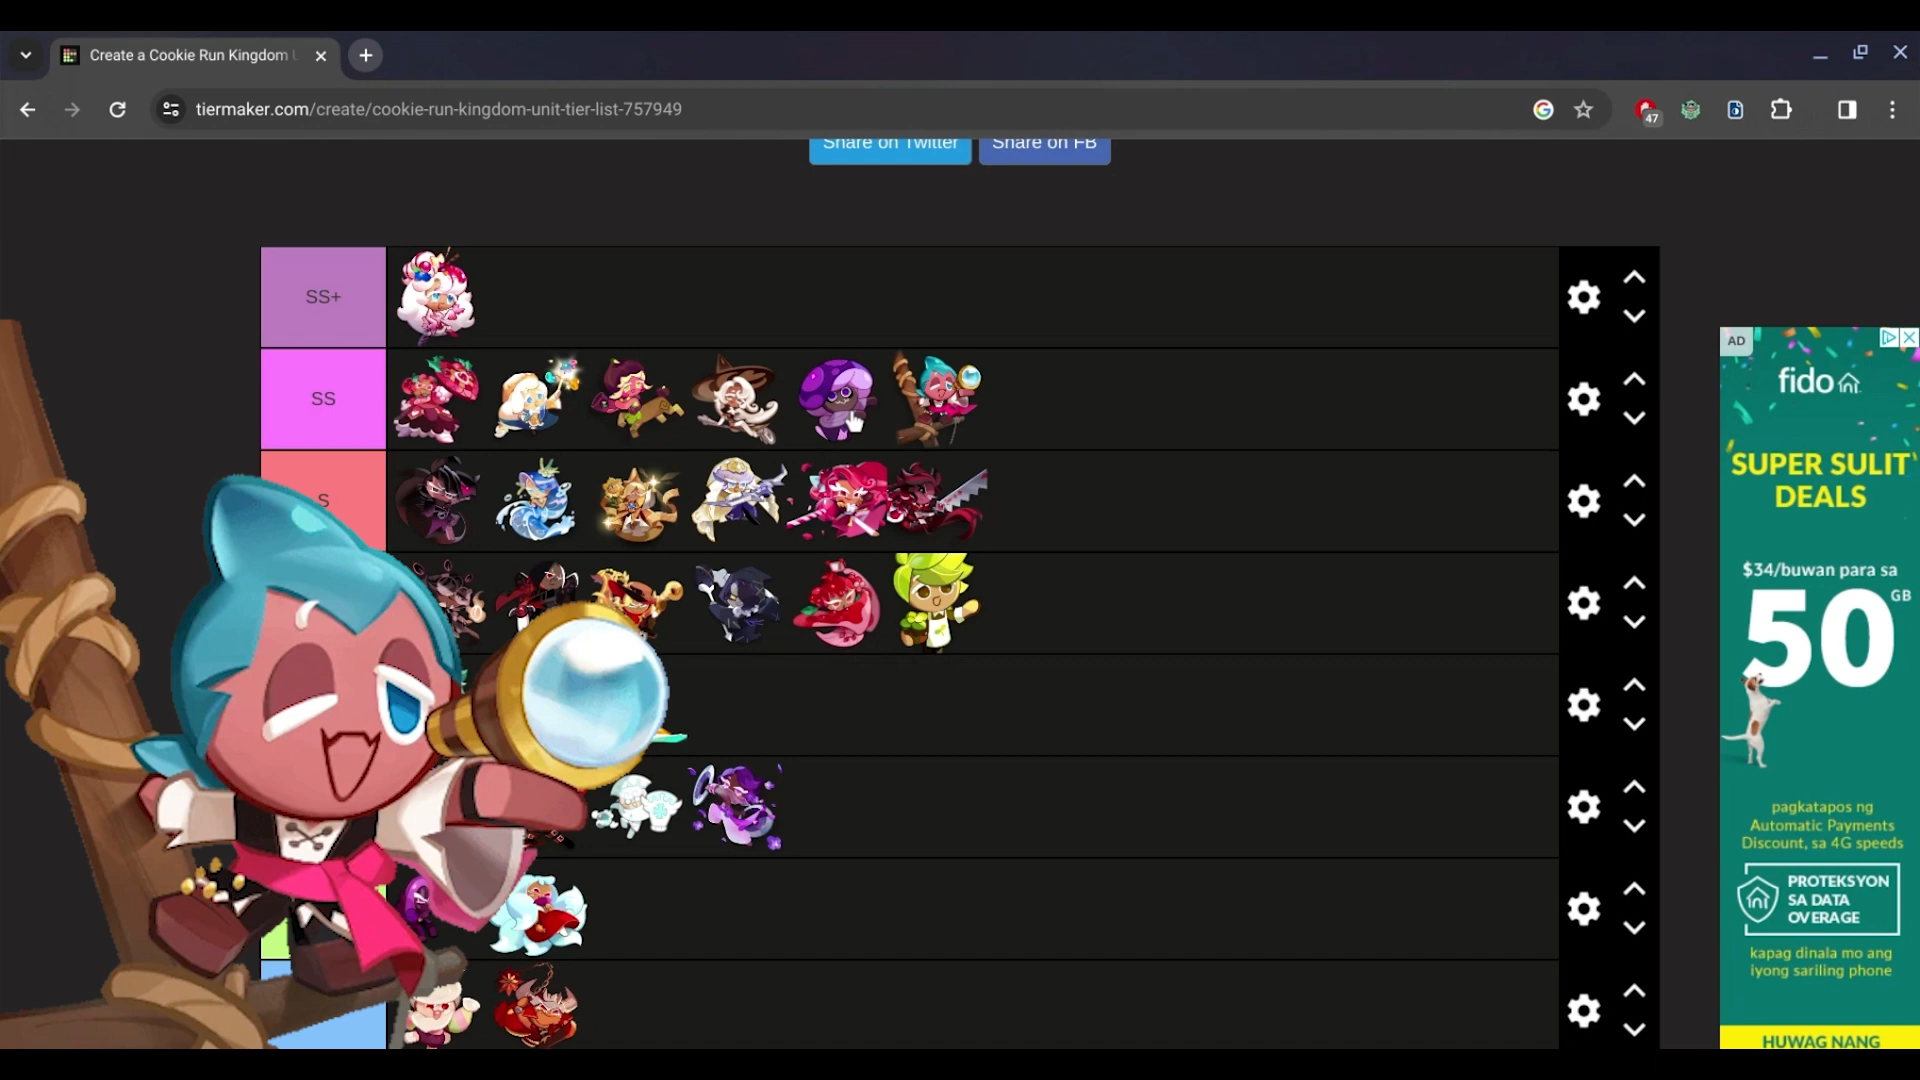 Create a Cookie Run Kingdom
tiermaker.com/create/cookie-run-kingdom-unit-tier-list-757949
47
Share on Twitter
Share on FB
SS+
SS
S
AD
fido
SUPER SULIT
DEALS
$34/buwan para sa
50 GB
pagkatapos ng
Automatic Payments
Discount, sa 4G speeds
PROTEKSYON
SA DATA
OVERAGE
kapag dinala mo ang
iyong sariling phone
HUWAG NANG